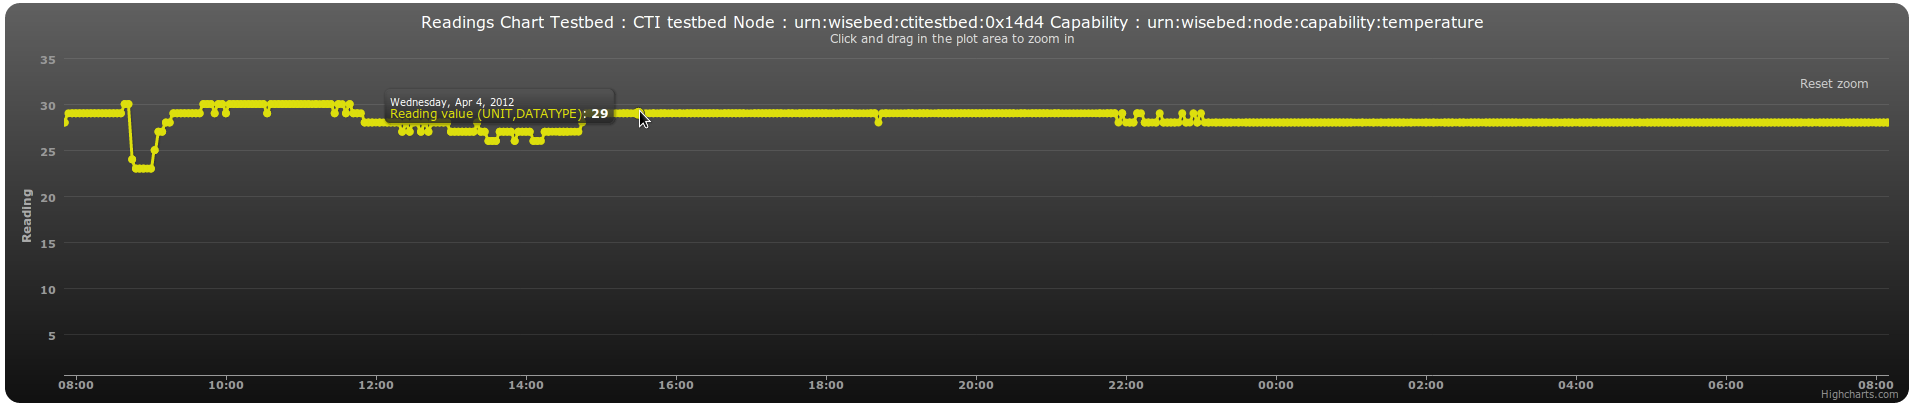 Readings Chart Testbed : CTI testbed Node : urn:wisebed:ctitestbed:0x14d4 Capability : urn:wisebed:node:capability:temperature
Click and drag in the plot area to zoom in
Reset zoom
35
30
25
20
15
10
5
Reading
Wednesday, Apr 4, 2012
Reading value (UNIT,DATATYPE): 29
08:00 10:00 12:00 14:00 16:00 18:00 20:00 22:00 00:00 02:00 04:00 06:00 08:00
Highcharts.com